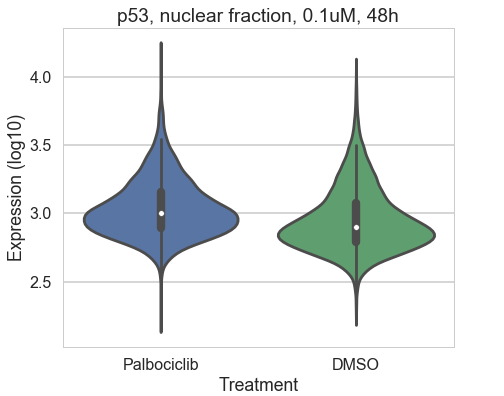 p53, nuclear fraction, 0.1uM, 48h
Expression (log10)
4.0
3.5
3.0
2.5
Palbociclib DMSO
Treatment